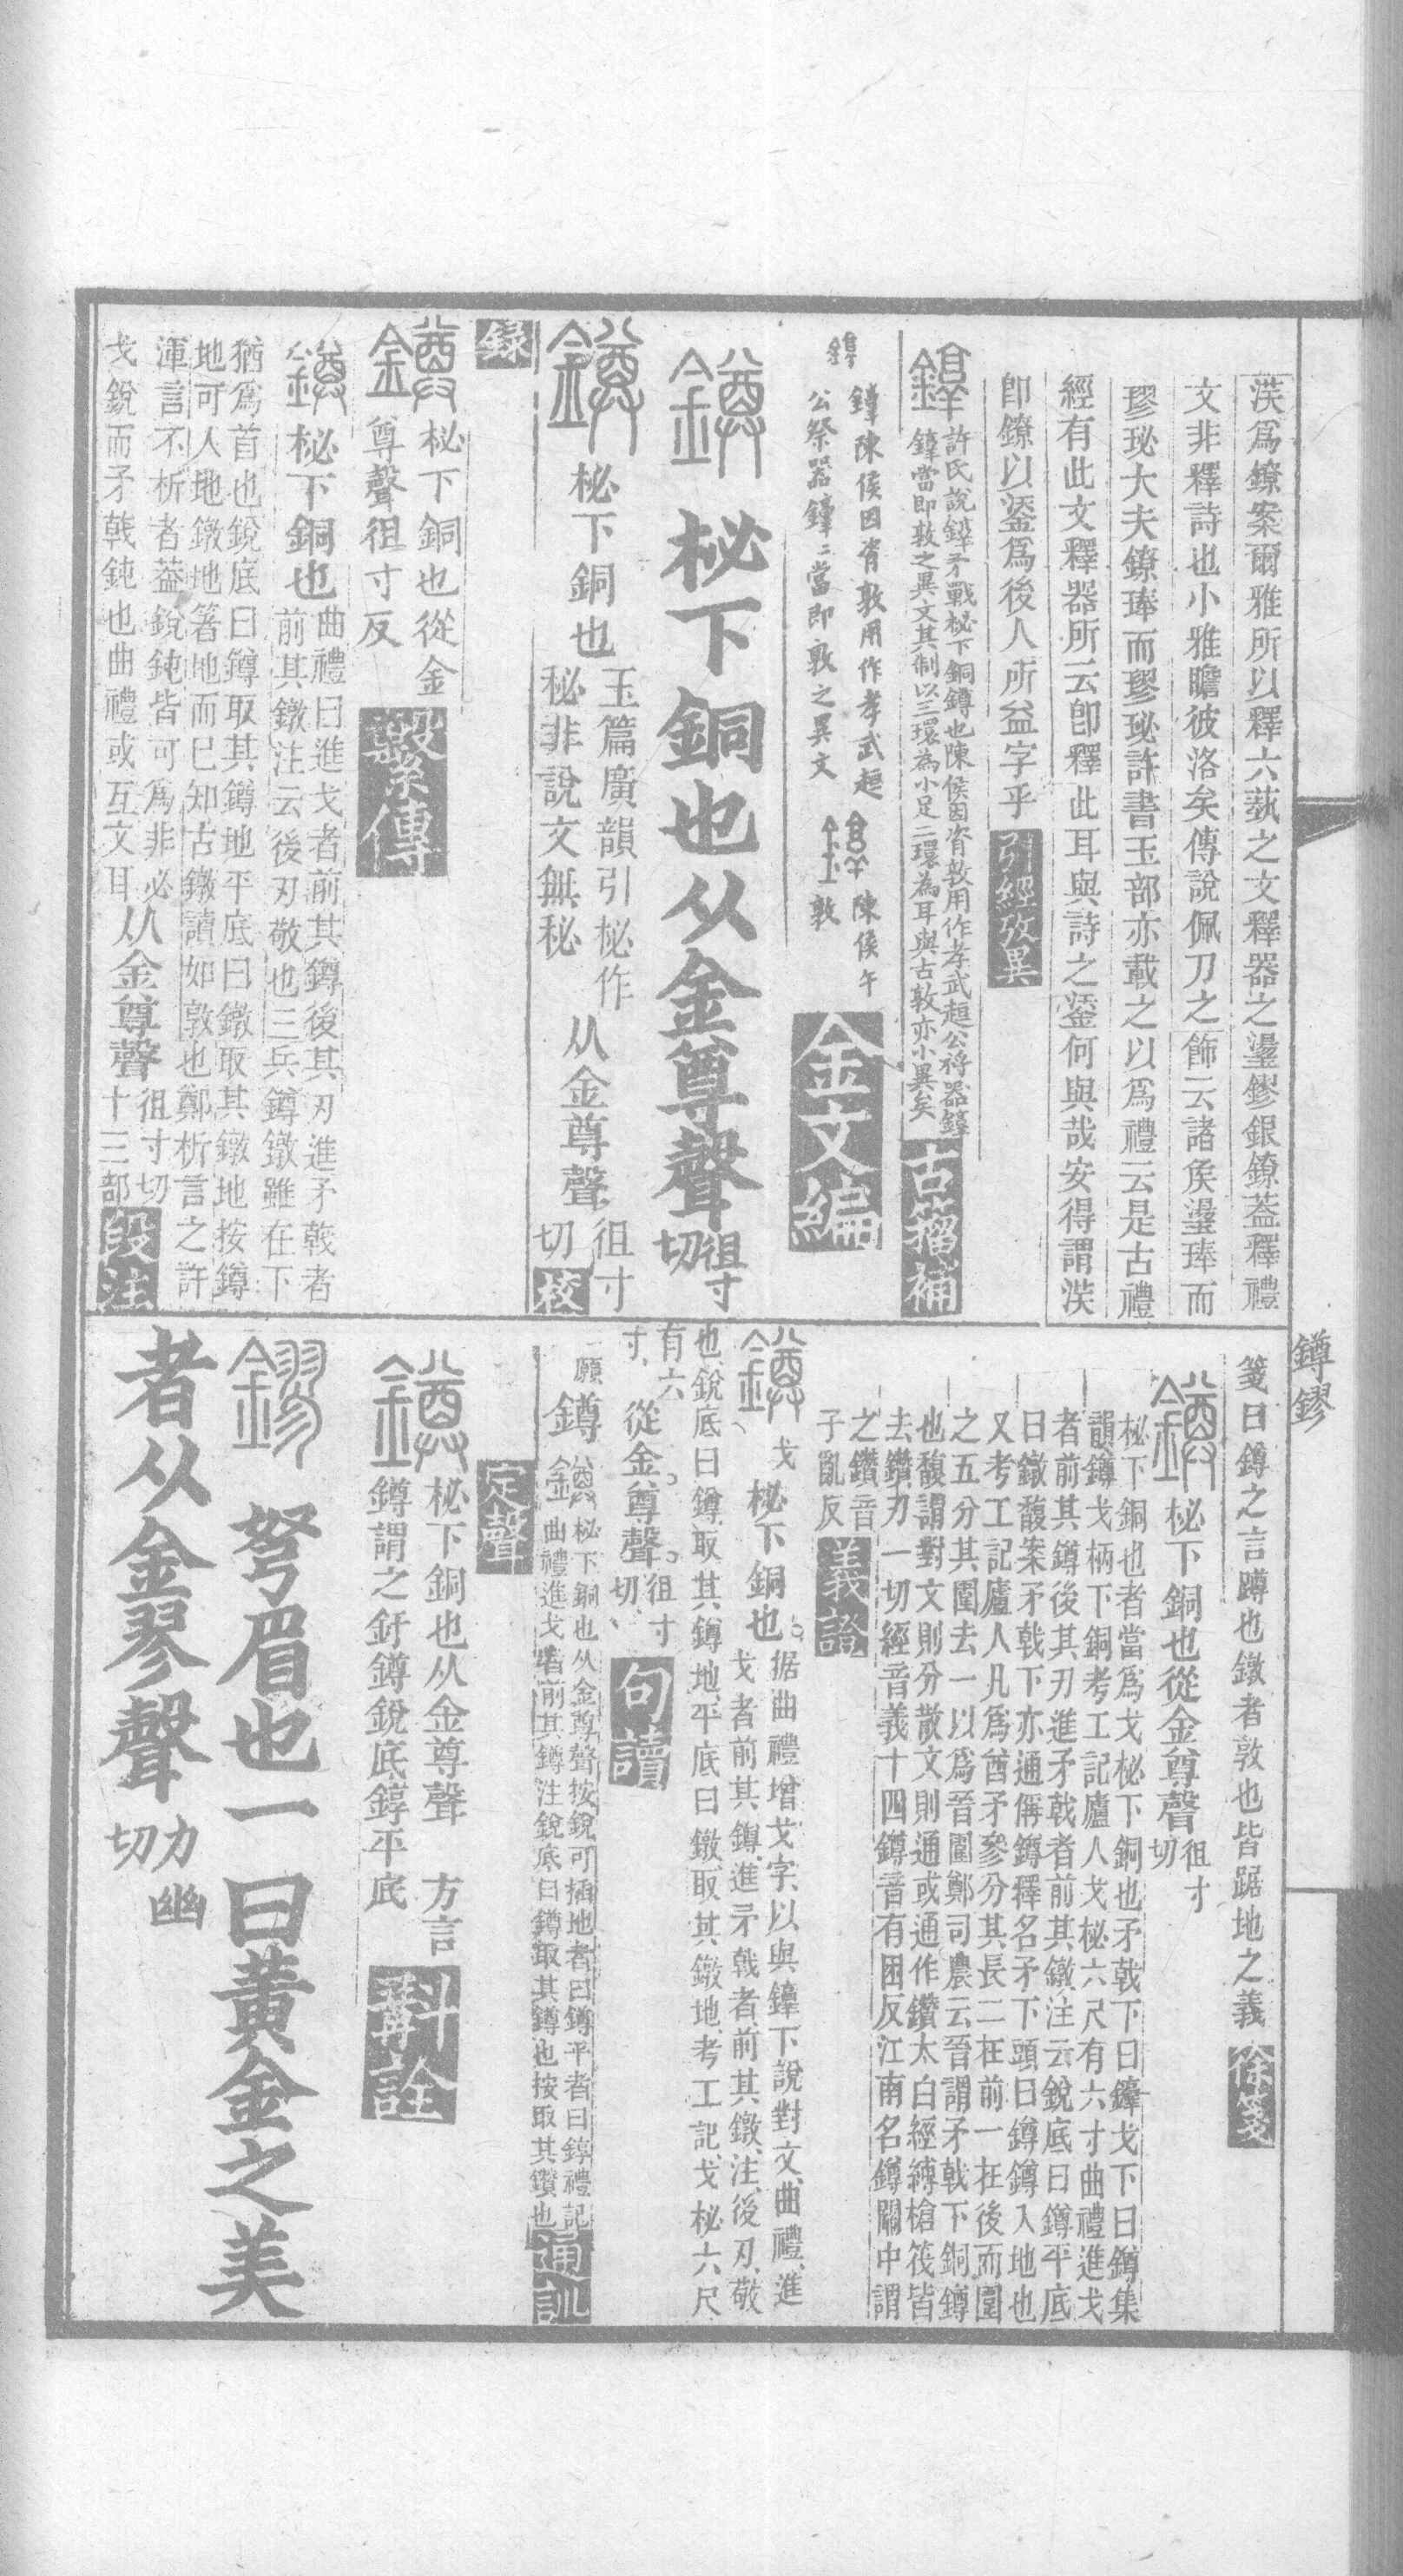 鐏鏐
渶爲鐐案爾雅所以釋六蓺之文釋器之璗鏐銀鐐葢釋禮
文非釋詩也小雅瞻彼洛矣傳說佩刀之飾云諸矦璗琫而
璆珌大夫鐐琫而璆珌許書玉部亦載之以爲禮云是古禮
經有此文釋器所云卽釋此耳與詩之鋈何與哉安得謂渶
卽鐐以鋈爲後人所益字乎
引經攷異
許氏說鐸矛戟柲下銅鐏也陳侯因
敦用作孝武
公
器
鐸當即敦之異文其制以三環為小足二環為耳與古敦亦小異矣
古籀補
陳侯因
敦用作孝武
公祭器
當即敦之異文
陳侯午
敦
金文編
鐏
柲下銅也从金尊聲
徂寸
切
鐏
柲下銅也
玉篇廣韻引柲作
秘非說文無秘
从金尊聲
徂寸
切
校
錄
鐏
柲下銅也從金
尊聲徂寸反
繫傳
鐏
柲下銅也
曲禮曰進戈者前其鐏後其刃進矛戟者
前其鐓注云後刃敬也三兵鐏鐓雖在下
猶爲首也銳底曰鐏取其鐏地平底曰鐓取其鐓地按鐏
地可入地鐓地箸地而已知古鐓讀如敦也鄭析言之許
渾言不析者葢銳鈍皆可爲非必
戈銳而矛戟鈍也曲禮或互文耳
从金尊聲
徂寸切
十三部
段注
箋曰鐏之言蹲也鐓者敦也皆踞地之義
徐箋
鐏
柲下銅也從金尊聲
徂寸
切
柲下銅也者當爲戈柲下銅也矛戟下曰鐸戈下曰鐏集
韻鐏戈柄下銅考工記廬人戈柲六尺有六寸曲禮進戈
者前其鐏後其刃進矛戟者前其鐓注云銳底曰鐏平底
曰鐓馥案矛戟下亦通偁鐏釋名矛下頭曰鐏鐏入地也
又考工記廬人凡爲酋矛參分其長二在前一在後而圍
之五分其圍去一以爲晉圍鄭司農云晉謂矛戟下銅鐏
也馥謂對文則分散文則通或通作鑽太白經縳槍筏皆
去鑽刃一切經音義十四鐏音有困反江南名鐏關中謂
之鑽音
子亂反
義證
鐏
戈
柲下銅也
据曲禮增戈字以與鐸下說對文曲禮進
戈者前其鐏進矛戟者前其鐓注後刃敬
也銳底曰鐏取其鐏地平底曰鐓取其鐓地考工記戈柲六尺
有六
寸
從金尊聲
徂寸
切
句讀
願
鐏
柲下銅也从金尊聲按銳可插地者曰鐏平者曰錞禮記
曲禮進戈者前其鐏注銳底曰鐏取其鐏也按取其鑽也
通訓
定聲
鐏
柲下銅也从金尊聲　方言
鐏謂之釬鐏銳底錞平底
斠詮
鏐
弩眉也一曰黃金之美
者从金翏聲
力幽
切